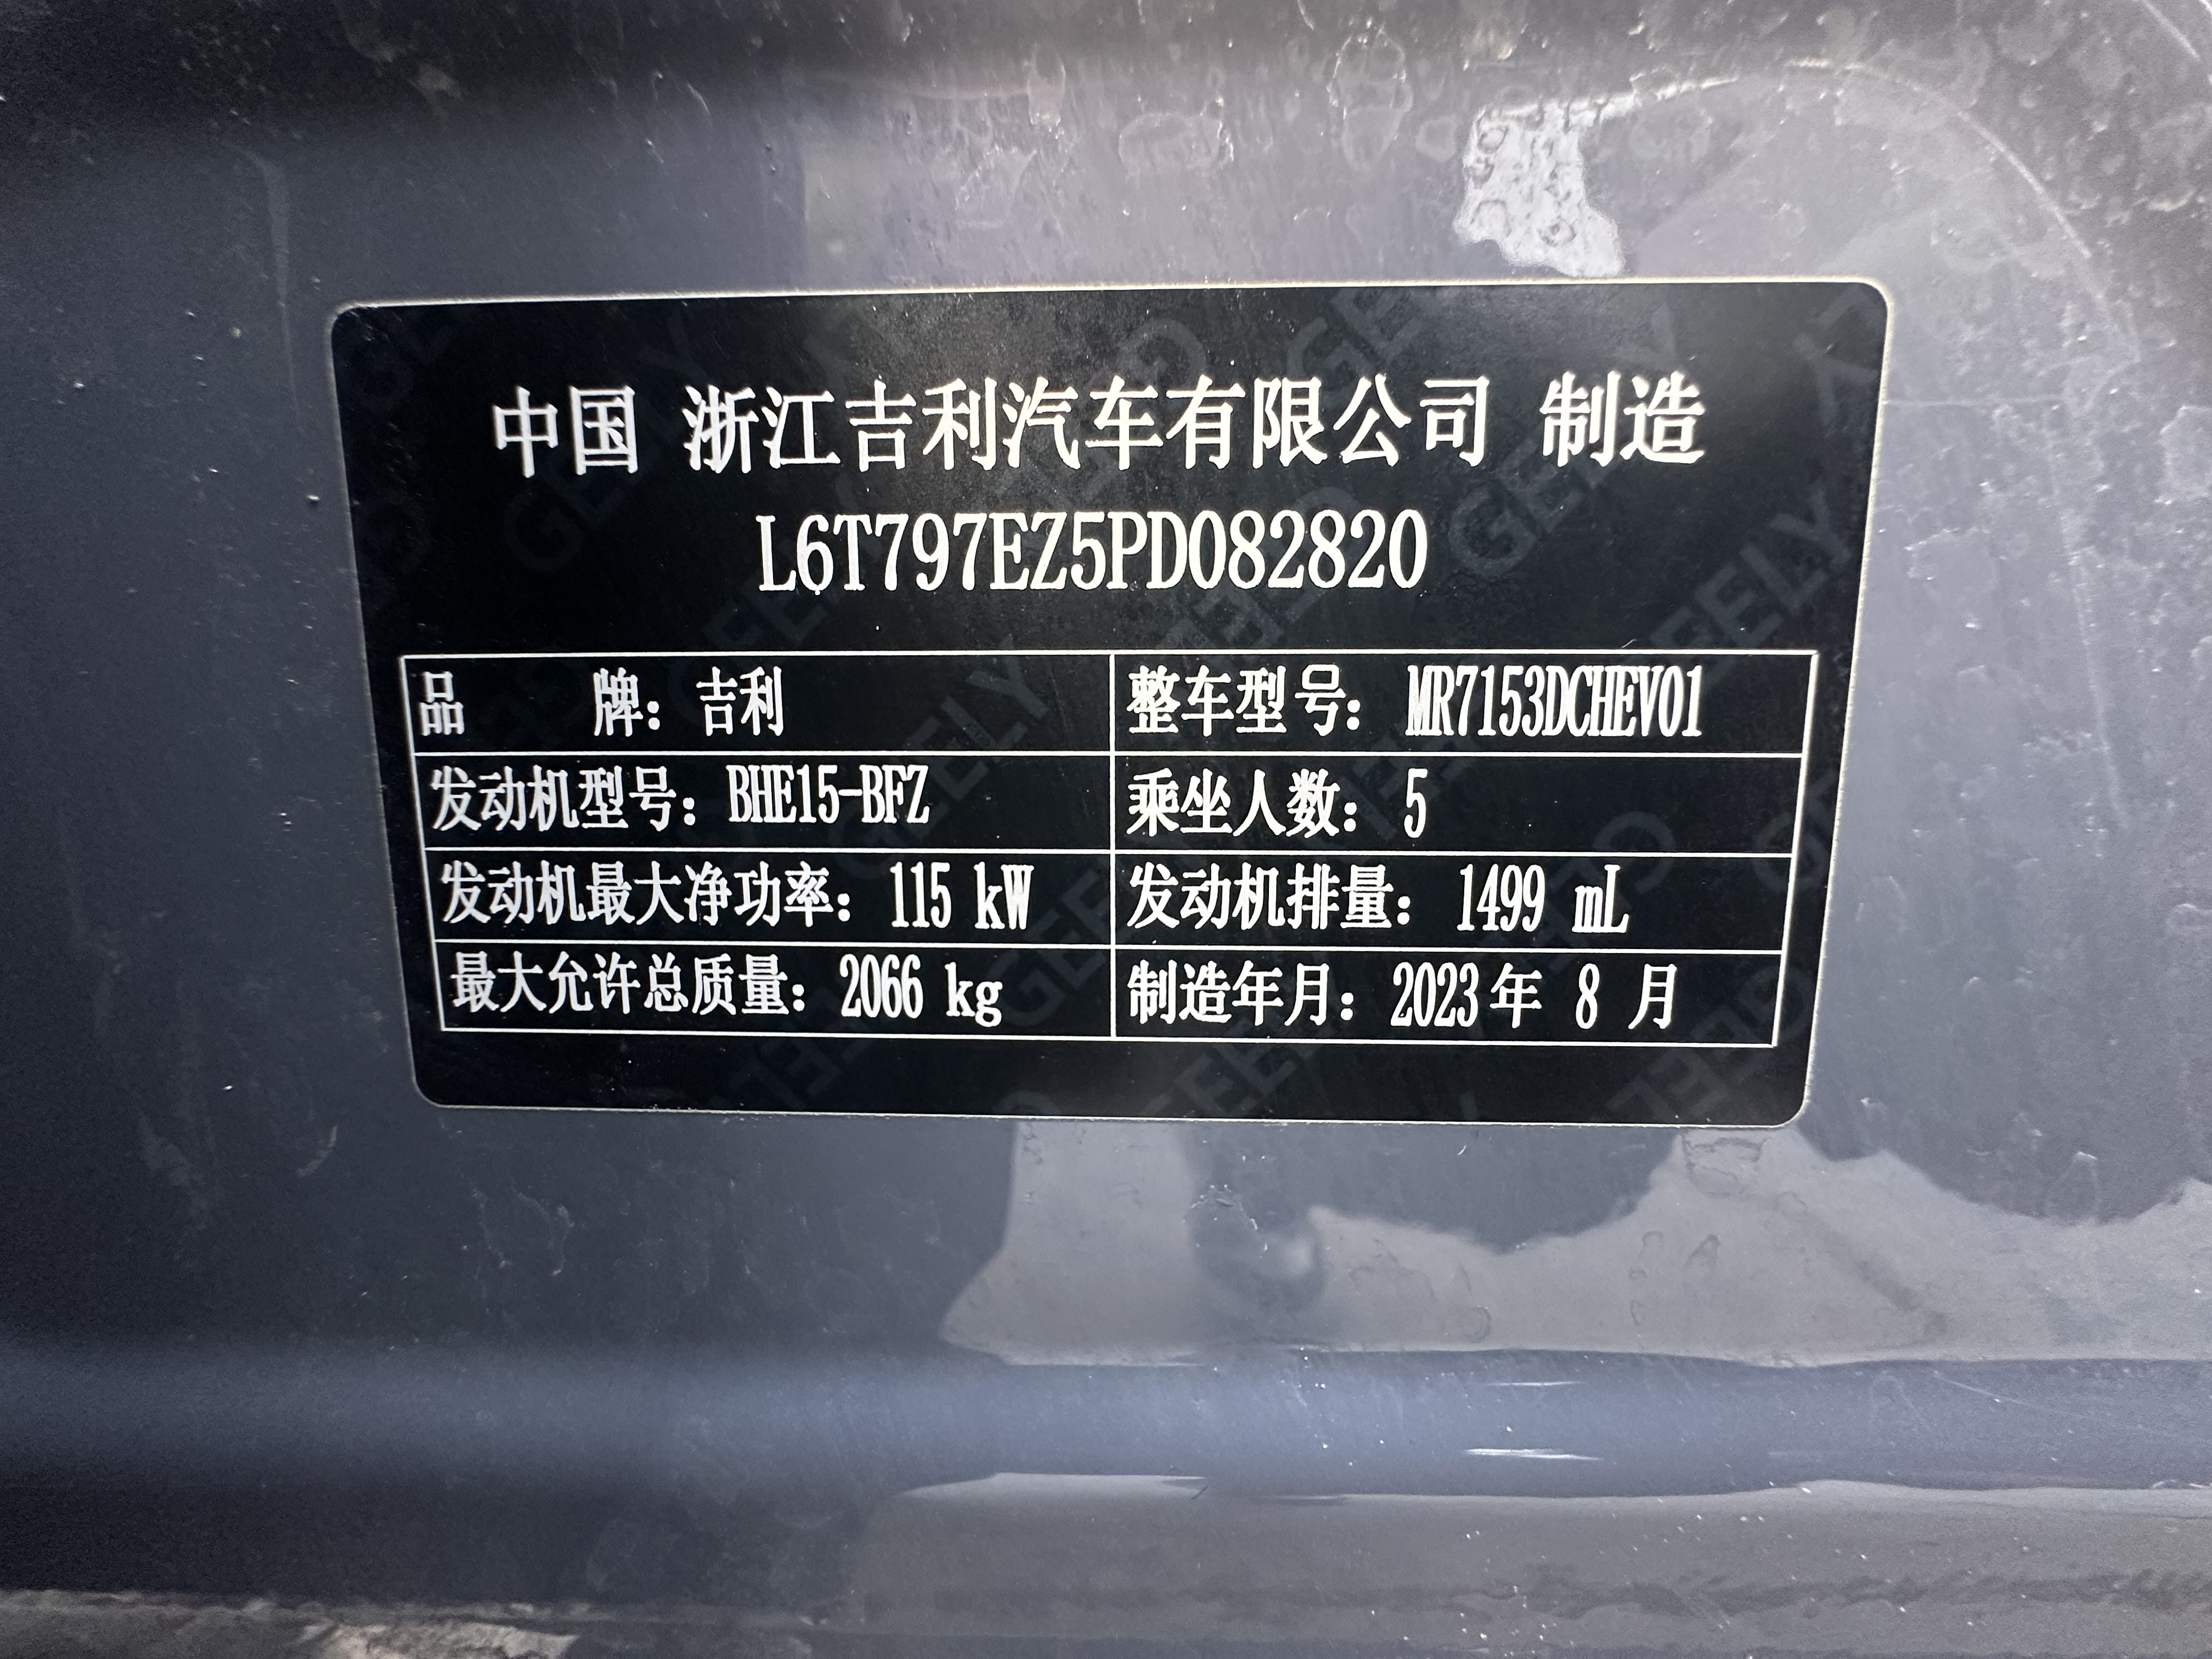 中国 浙江吉利汽车有限公司 制造
L6T797EZ5PD082820
品 牌：吉利 整车型号：MR7153DCHEV01
发动机型号：BHE15-BFZ 乘坐人数：5
发动机最大净功率：115 kW 发动机排量：1499 mL
最大允许总质量：2066 kg 制造年月：2023年 8 月